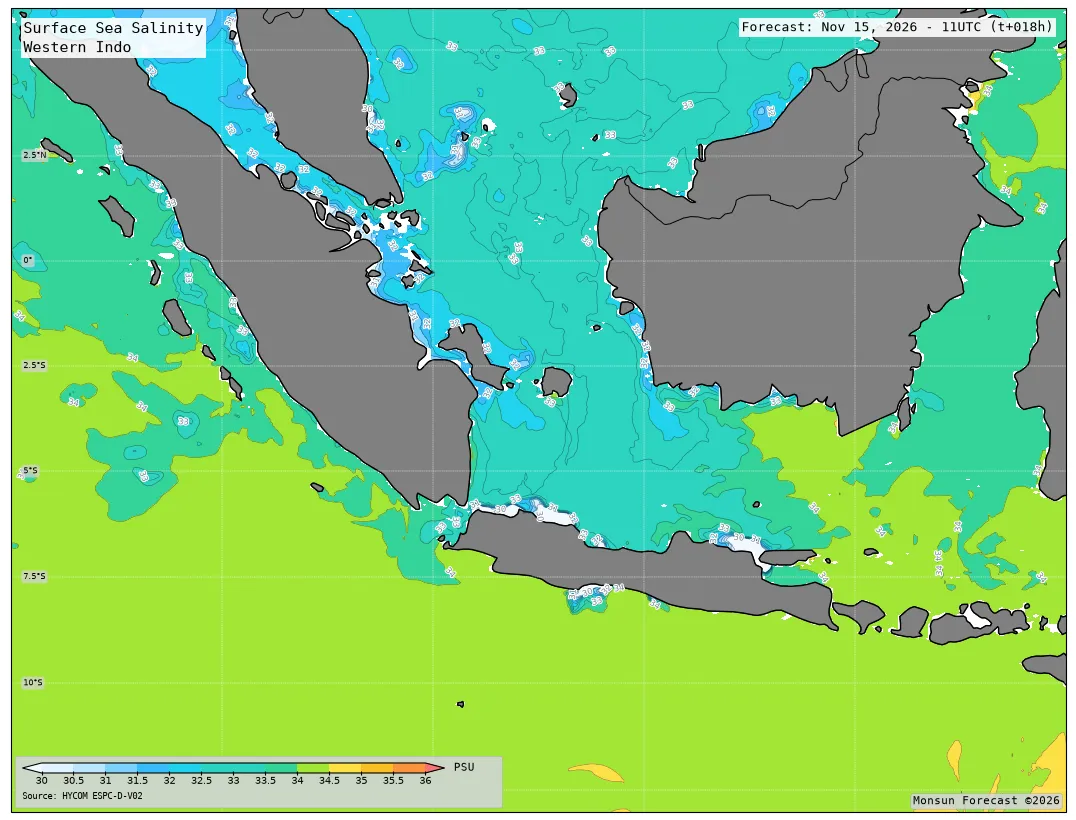 Surface Sea Salinity
Western Indo
Forecast: Nov 15, 2026 - 11UTC (t+018h)
2.5°N
0°
2.5°S
5°S
7.5°S
10°S
30 30.5 31 31.5 32 32.5 33 33.5 34 34.5 35 35.5 36
PSU
Source: HYCOM ESPC-D-V02
Monsun Forecast ©2026